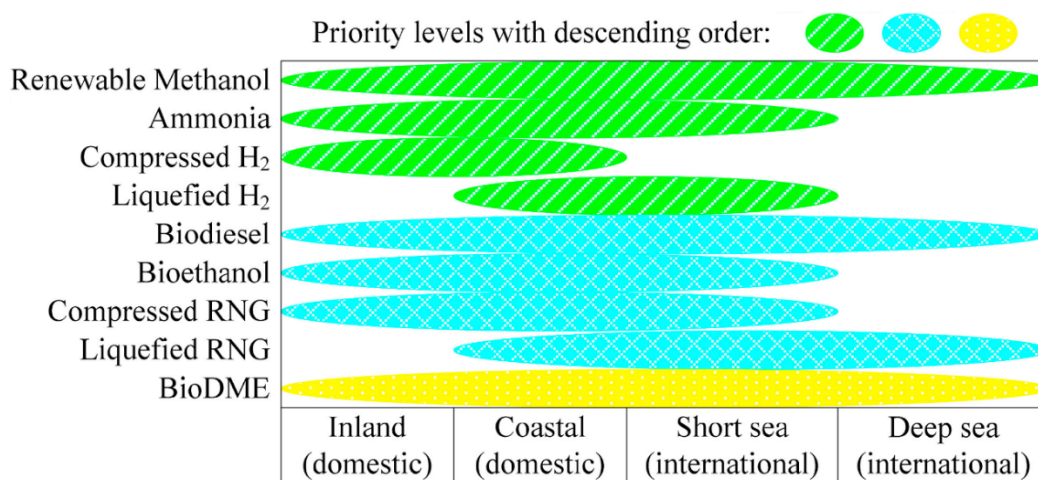 Priority levels with descending order:
Renewable Methanol
Ammonia
Compressed H₂
Liquefied H₂
Biodiesel
Bioethanol
Compressed RNG
Liquefied RNG
BioDME
Inland
(domestic)
Coastal
(domestic)
Short sea
(international)
Deep sea
(international)